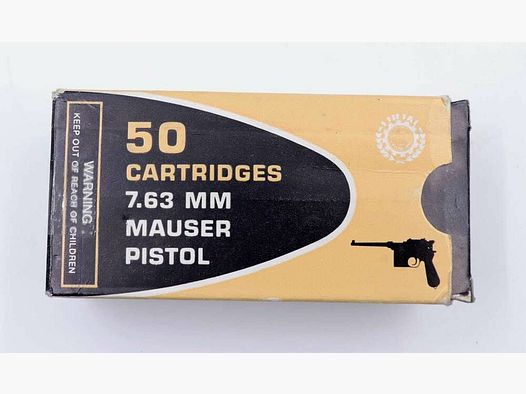 50
CARTRIDGES
7.63 MM
MAUSER
PISTOL
WARNING
KEEP OUT OF REACH OF CHILDREN